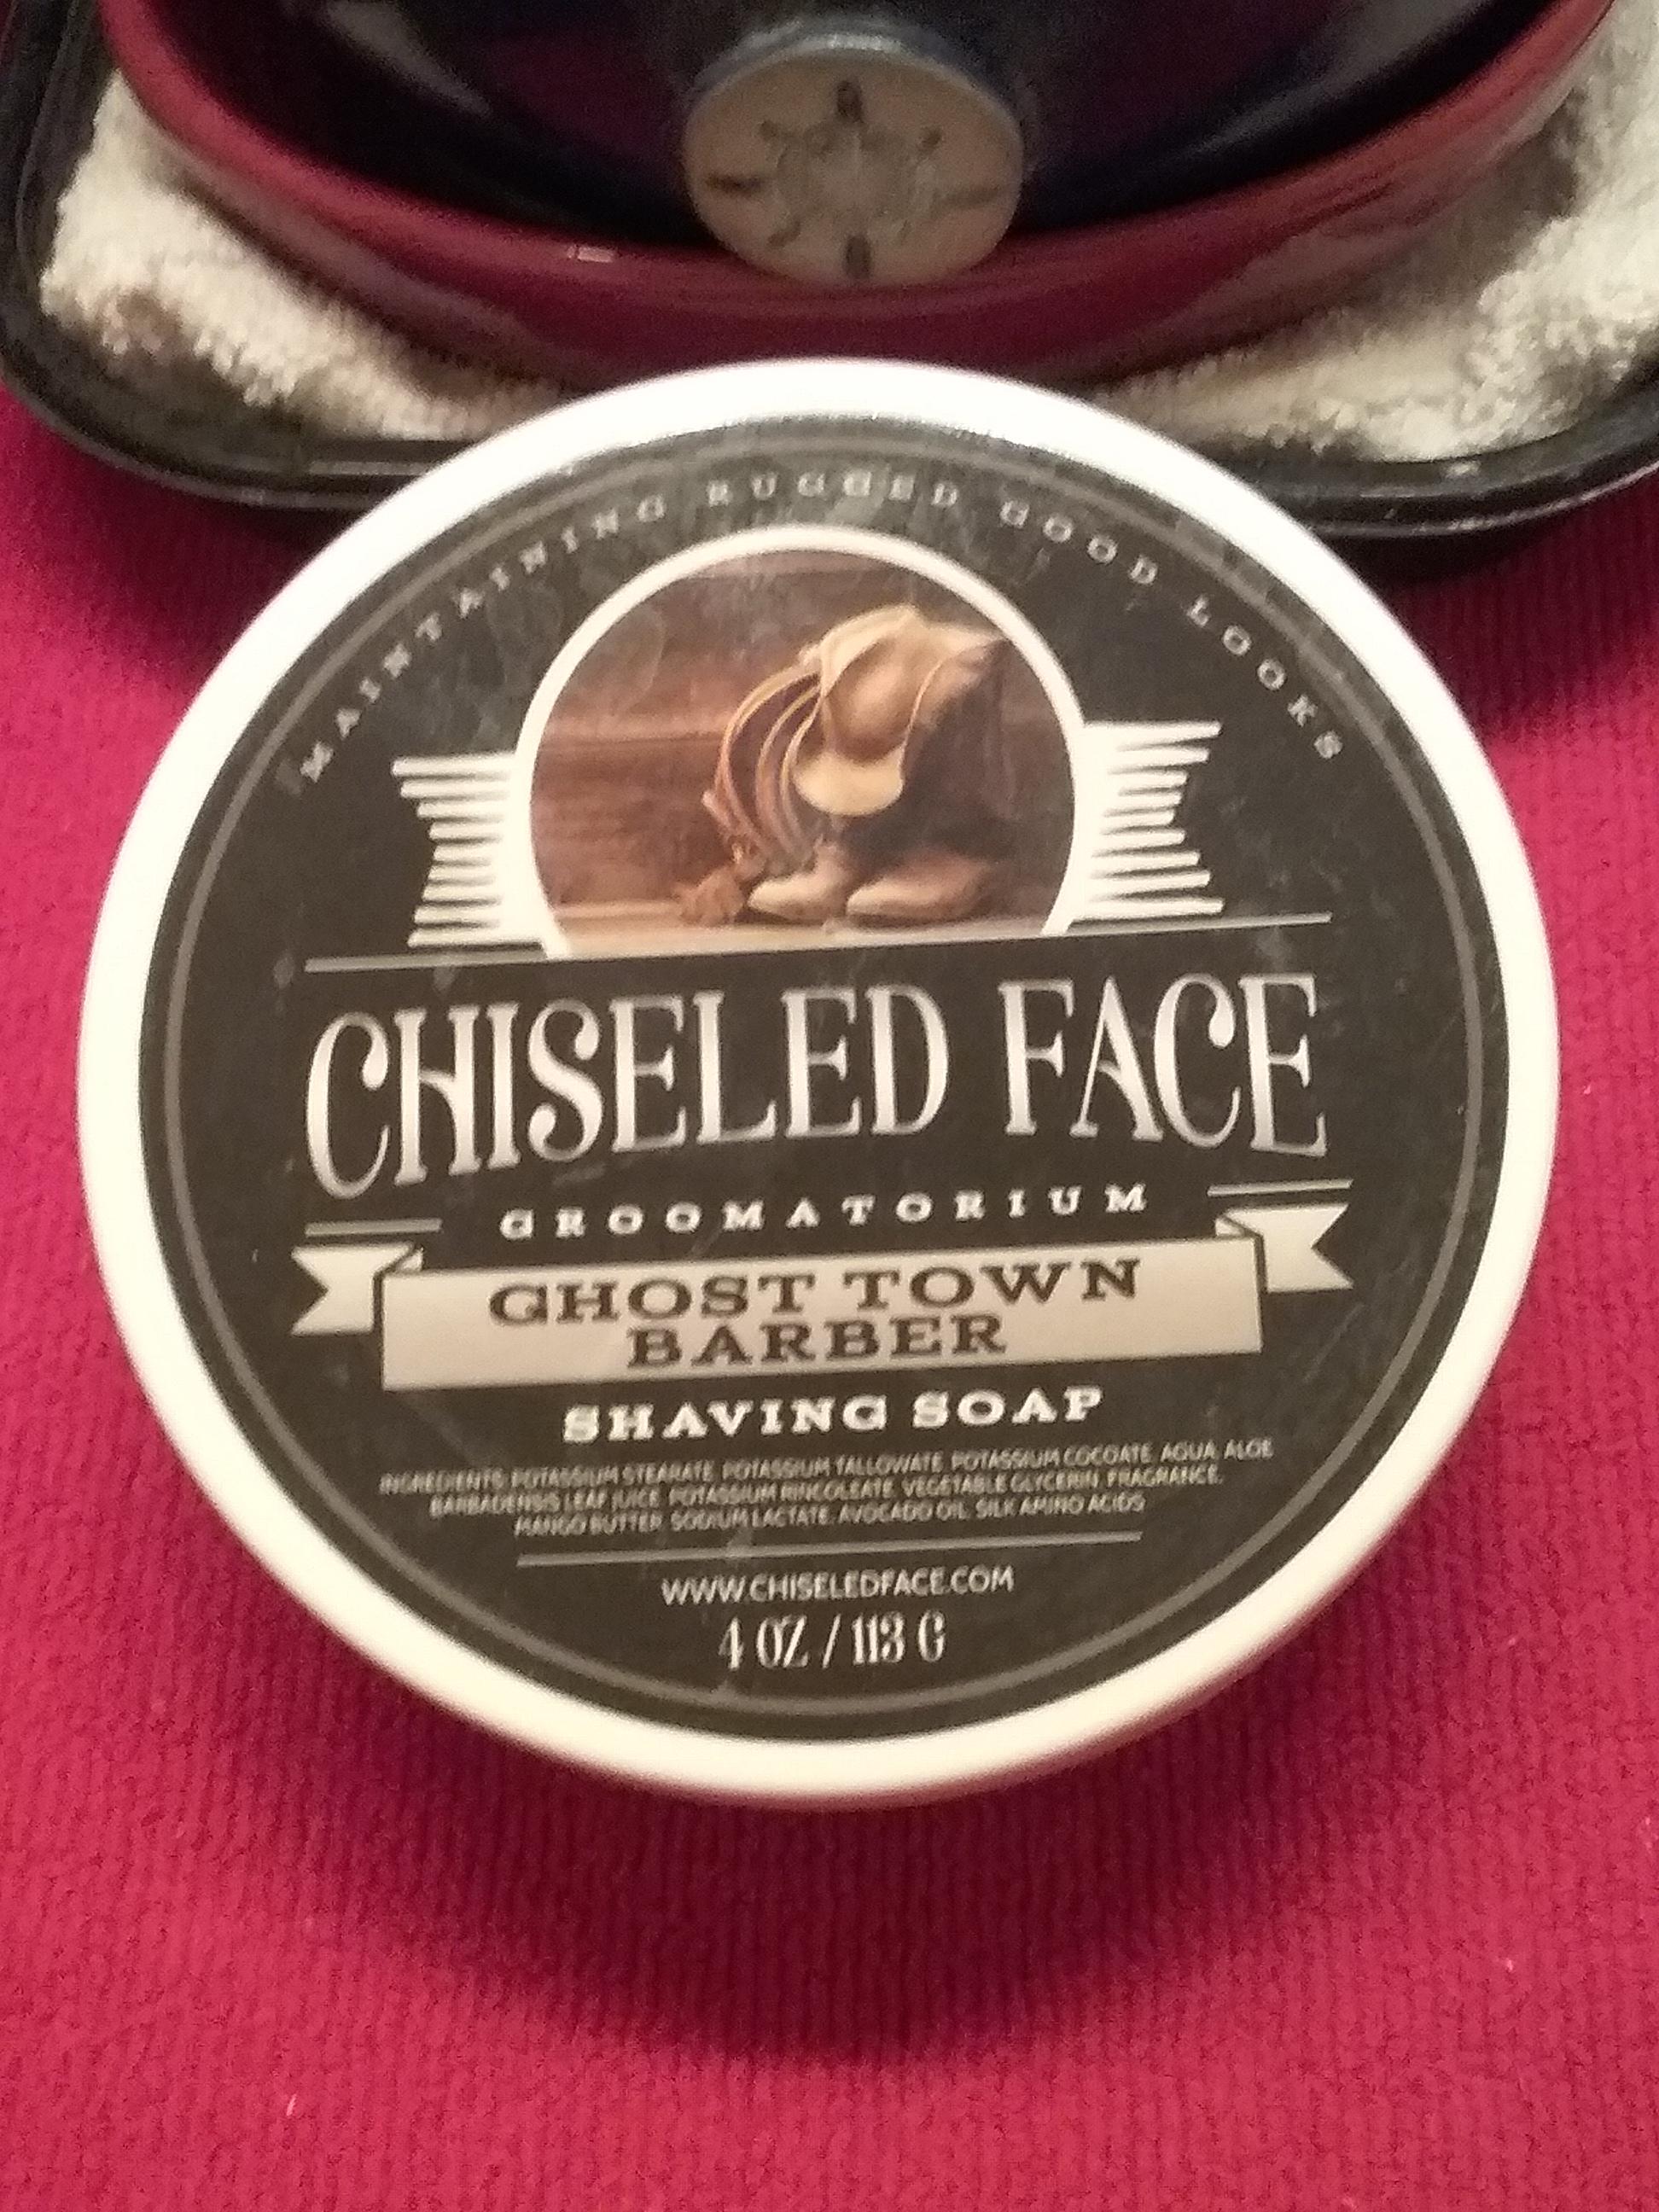 MAINTAINING RUGGED GOOD LOOKS
CHISELED FACE
GROOMATORIUM
GHOST TOWN
BARBER
SHAVING SOAP
INGREDIENTS: POTASSIUM STEARATE, POTASSIUM TALLOWATE, POTASSIUM COCOATE, AQUA, ALOE
BARBADENSIS LEAF JUICE, POTASSIUM RINCOLEATE, VEGETABLE GLYCERIN, FRAGRANCE,
MANGO BUTTER, SODIUM LACTATE, AVOCADO OIL, SILK AMINO ACIDS
WWW.CHISELEDFACE.COM
4 OZ / 113 G